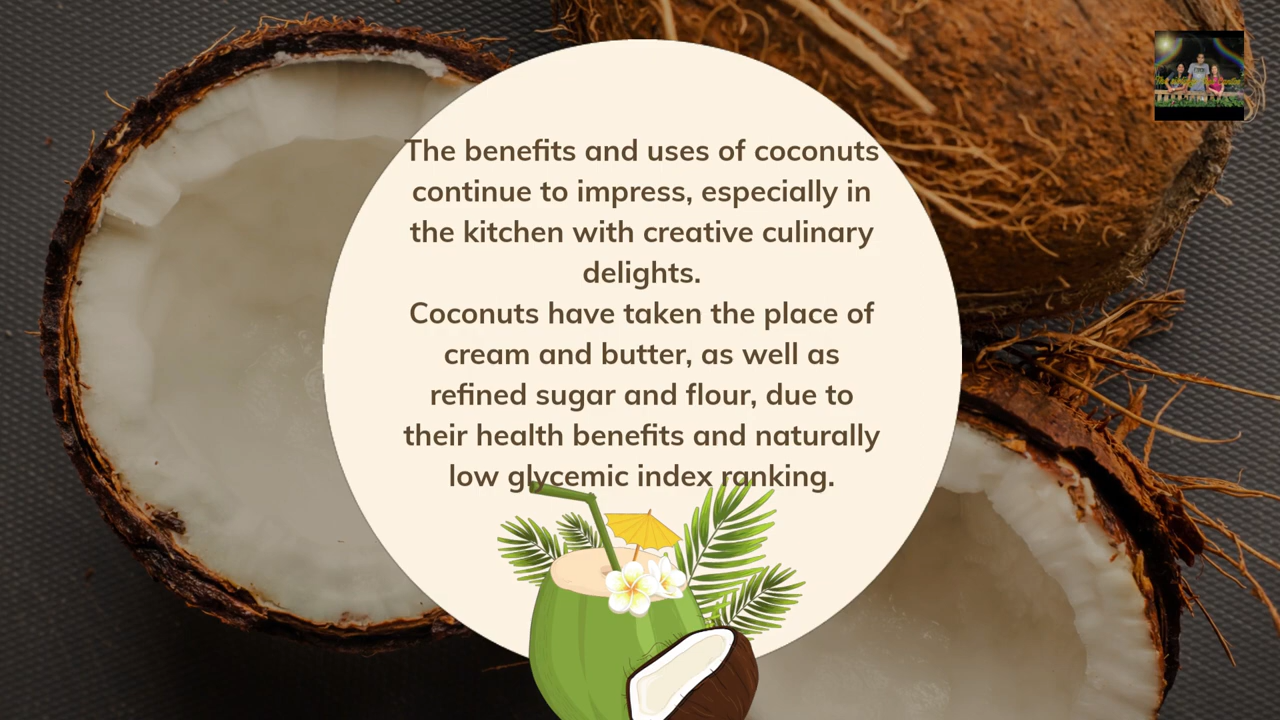 The benefits and uses of coconuts
continue to impress, especially in
the kitchen with creative culinary
delights.
Coconuts have taken the place of
cream and butter, as well as
refined sugar and flour, due to
their health benefits and naturally
low glycemic index ranking.